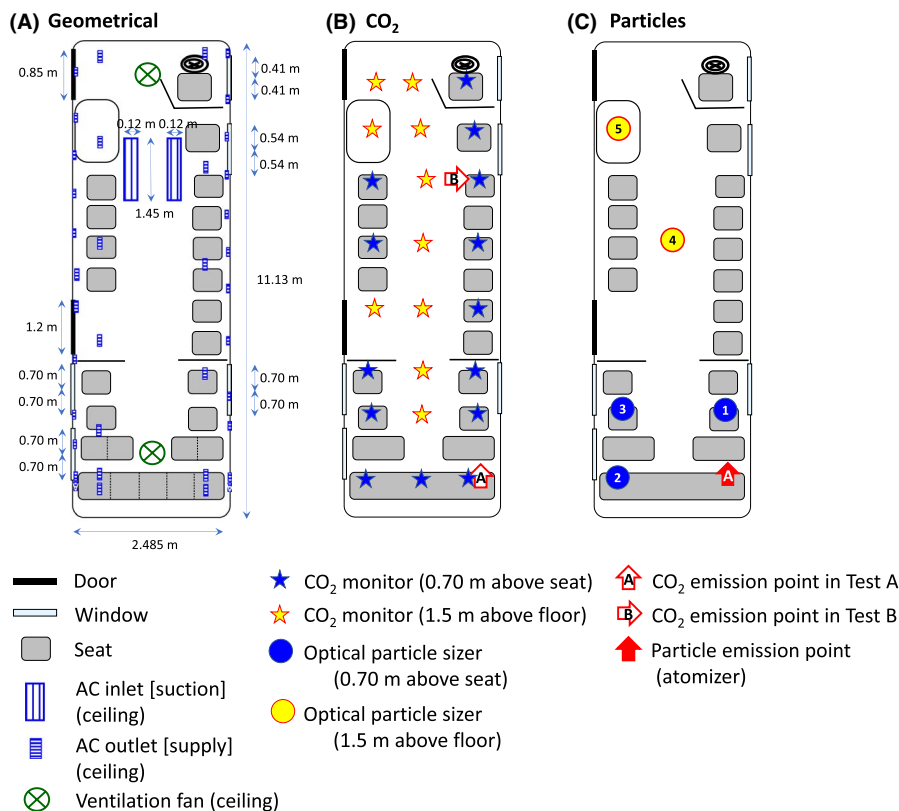 (A) Geometrical
(B) CO₂
(C) Particles
0.85 m
0.41 m
0.41 m
0.12 m 0.12 m
0.54 m
0.54 m
1.45 m
11.13 m
1.2 m
0.70 m
0.70 m
0.70 m
0.70 m
0.70 m
0.70 m
2.485 m
B
A
5
4
3
1
2
A
Door
Window
Seat
AC inlet [suction]
(ceiling)
AC outlet [supply]
(ceiling)
Ventilation fan (ceiling)
CO₂ monitor (0.70 m above seat)
CO₂ monitor (1.5 m above floor)
Optical particle sizer
(0.70 m above seat)
Optical particle sizer
(1.5 m above floor)
A CO₂ emission point in Test A
B CO₂ emission point in Test B
Particle emission point
(atomizer)